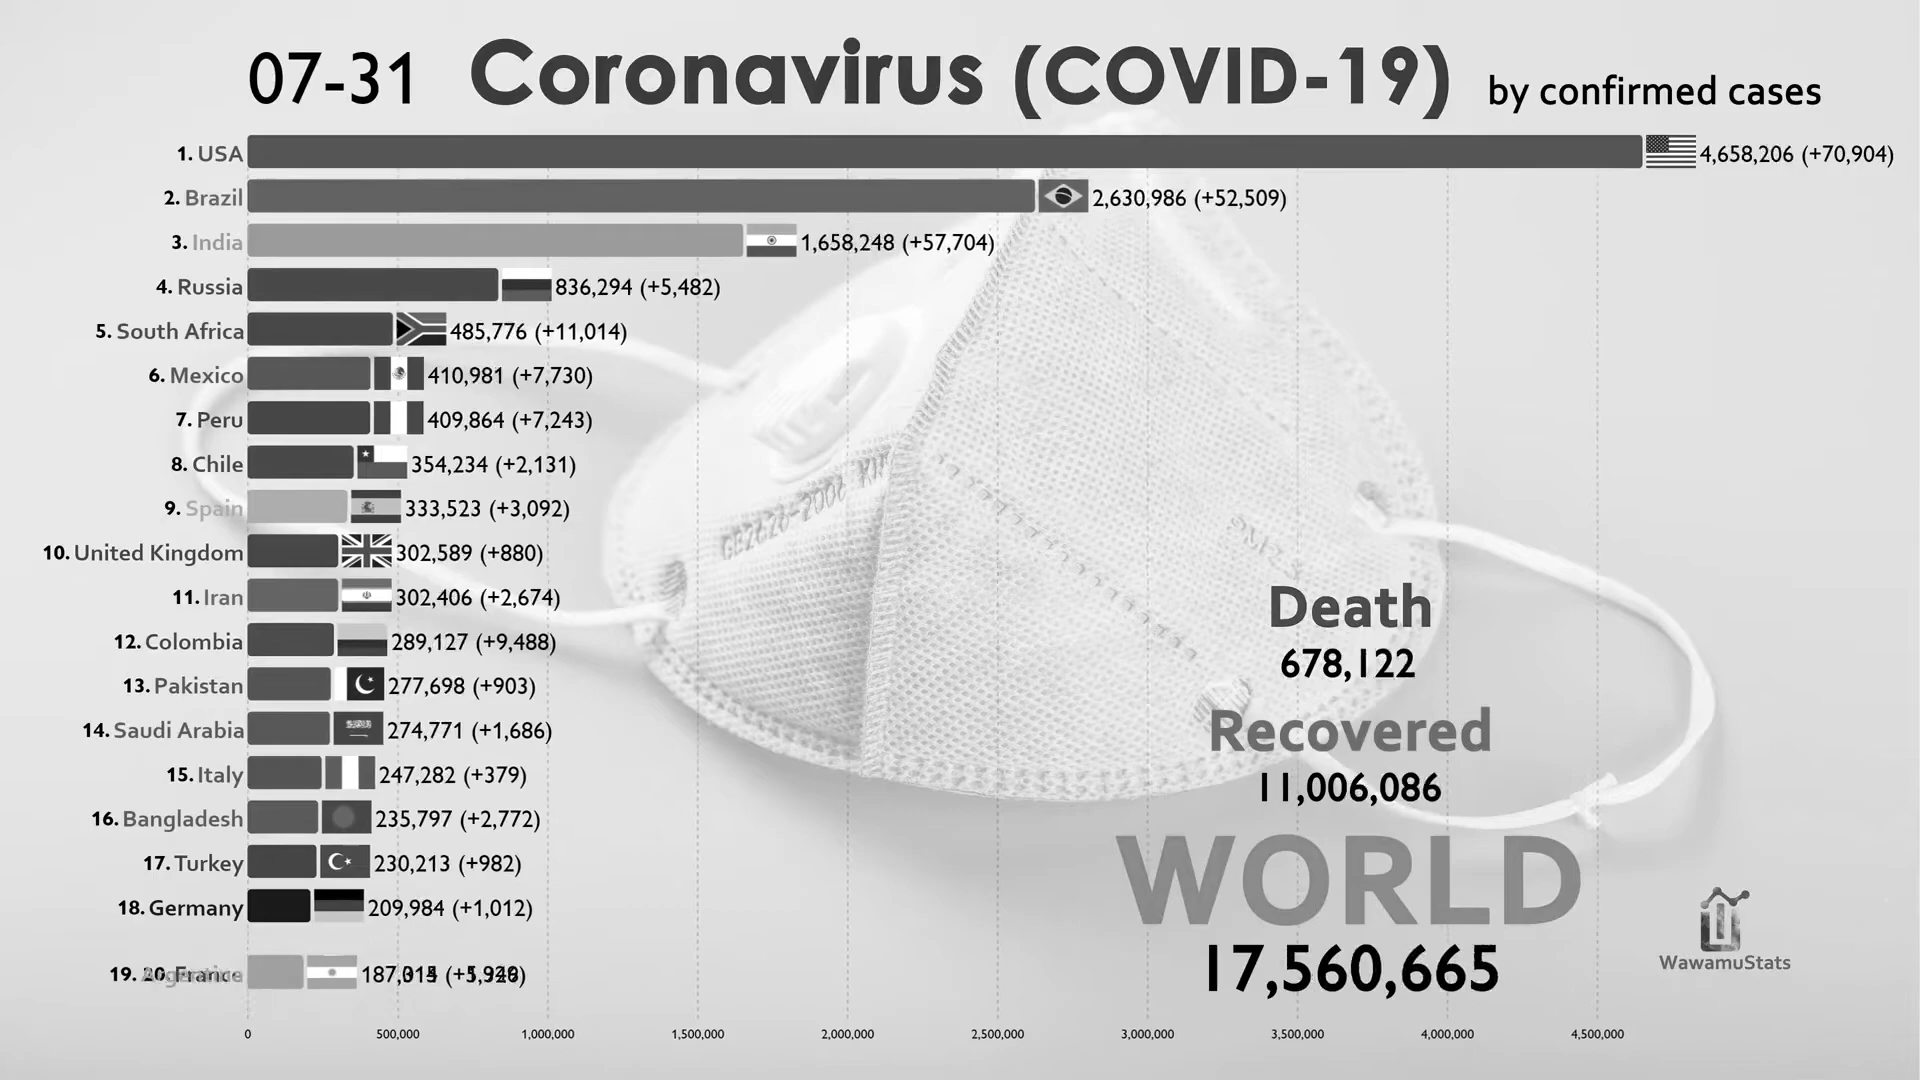 07-31 Coronavirus (COVID-19) by confirmed cases
1. USA 4,658,206 (+70,904)
2. Brazil 2,630,986 (+52,509)
3. India 1,658,248 (+57,704)
4. Russia 836,294 (+5,482)
5. South Africa 485,776 (+11,014)
6. Mexico 410,981 (+7,730)
7. Peru 409,864 (+7,243)
8. Chile 354,234 (+2,131)
9. Spain 333,523 (+3,092)
10. United Kingdom 302,589 (+880)
11. Iran 302,406 (+2,674)
12. Colombia 289,127 (+9,488)
13. Pakistan 277,698 (+903)
14. Saudi Arabia 274,771 (+1,686)
15. Italy 247,282 (+379)
16. Bangladesh 235,797 (+2,772)
17. Turkey 230,213 (+982)
18. Germany 209,984 (+1,012)
19. 20. France
Death
678,122
Recovered
11,006,086
WORLD
17,560,665
WawamuStats
0 500,000 1,000,000 1,500,000 2,000,000 2,500,000 3,000,000 3,500,000 4,000,000 4,500,000